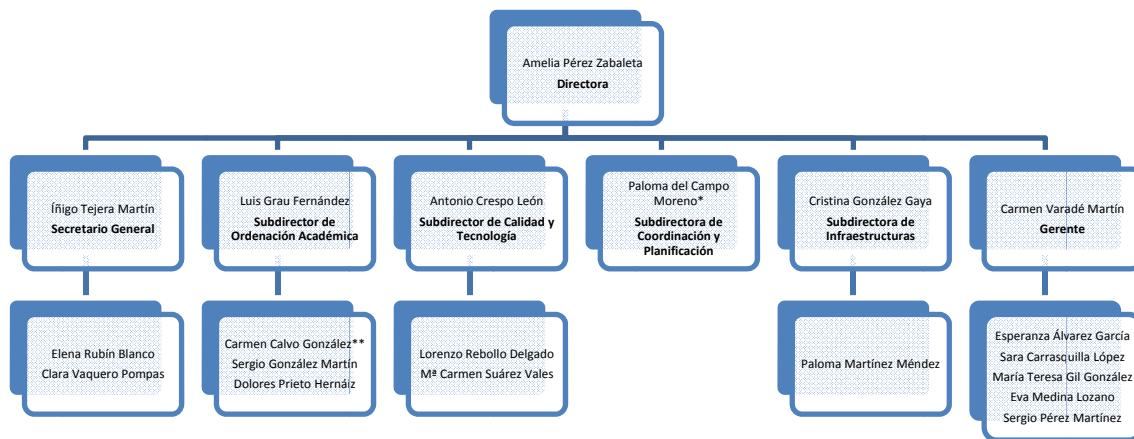 Amelia Pérez Zabaleta
Directora
Íñigo Tejera Martín
Secretario General
Luis Grau Fernández
Subdirector de
Ordenación Académica
Antonio Crespo León
Subdirector de Calidad y
Tecnología
Paloma del Campo
Moreno*
Subdirectora de
Coordinación y
Planificación
Cristina González Gaya
Subdirectora de
Infraestructuras
Carmen Varadé Martín
Gerente
Elena Rubín Blanco
Clara Vaquero Pompas
Carmen Calvo González**
Sergio González Martín
Dolores Prieto Hernáiz
Lorenzo Rebollo Delgado
Mª Carmen Suárez Vales
Paloma Martínez Méndez
Esperanza Álvarez García
Sara Carrasquilla López
María Teresa Gil González
Eva Medina Lozano
Sergio Pérez Martínez